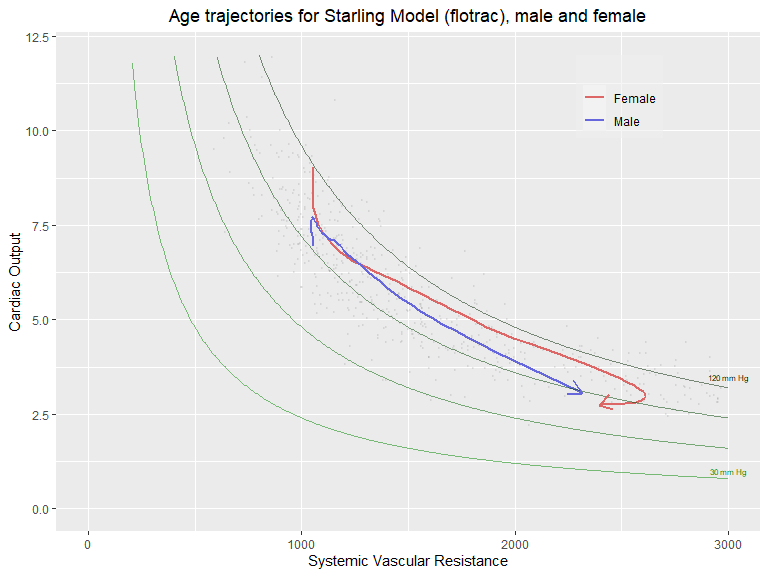 Age trajectories for Starling Model (flotrac), male and female
12.5
10.0
7.5
5.0
2.5
0.0
Cardiac Output
Female
Male
120 mm Hg
30 mm Hg
0
1000
2000
3000
Systemic Vascular Resistance